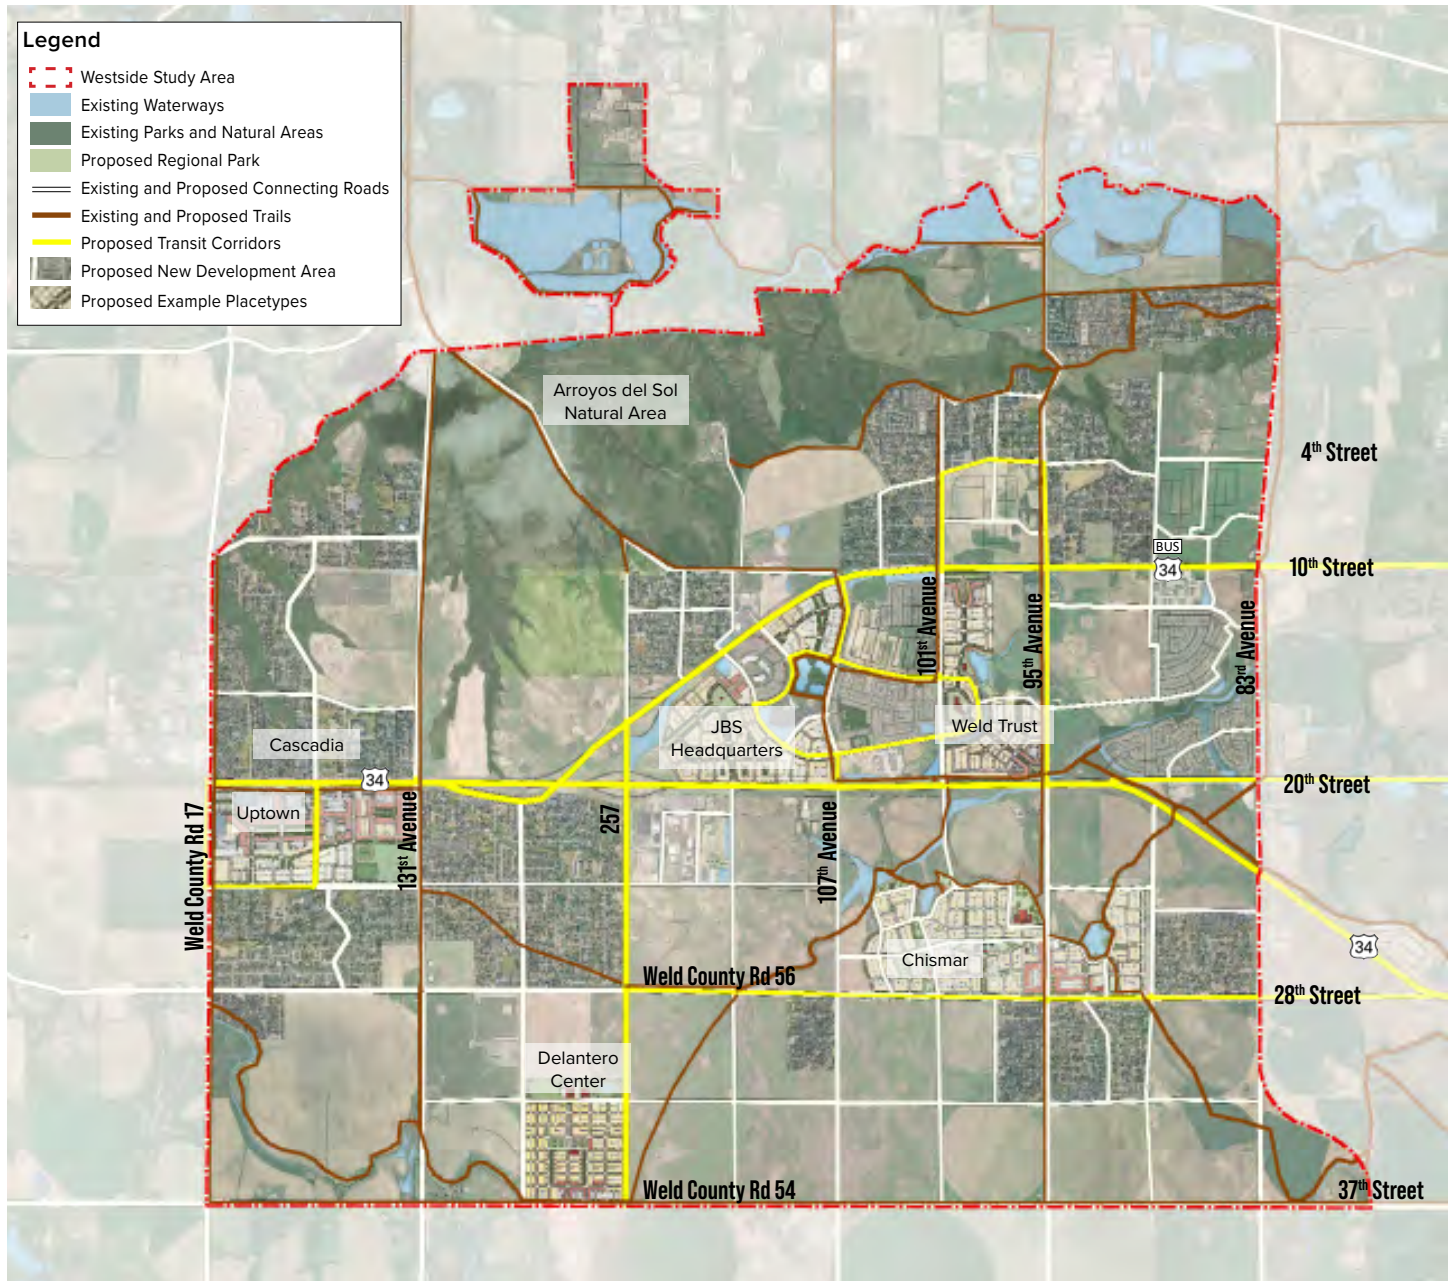 Legend
Westside Study Area
Existing Waterways
Existing Parks and Natural Areas
Proposed Regional Park
Existing and Proposed Connecting Roads
Existing and Proposed Trails
Proposed Transit Corridors
Proposed New Development Area
Proposed Example Placetypes
Arroyos del Sol
Natural Area
4th Street
BUS
34
10th Street
101st Avenue
95th Avenue
83rd Avenue
JBS
Headquarters
Weld Trust
Cascadia
34
20th Street
Uptown
Weld County Rd 17
131st Avenue
257
107th Avenue
34
Chismar
Weld County Rd 56
28th Street
Delantero
Center
Weld County Rd 54
37th Street